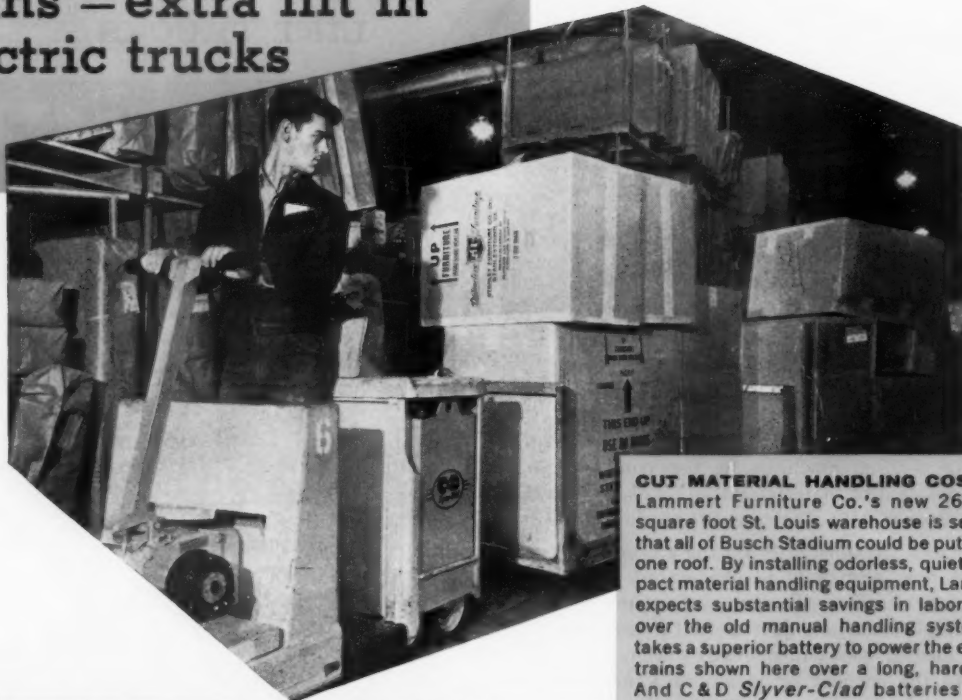 ns — extra lift in
ctric trucks
UP
FURNITURE
6
THIS END UP
CUT MATERIAL HANDLING COS
Lammert Furniture Co.'s new 26
square foot St. Louis warehouse is s
that all of Busch Stadium could be put
one roof. By installing odorless, quiet
pact material handling equipment, La
expects substantial savings in labor
over the old manual handling syst
takes a superior battery to power the e
trains shown here over a long, har
And C & D Slyver-Clad batteries